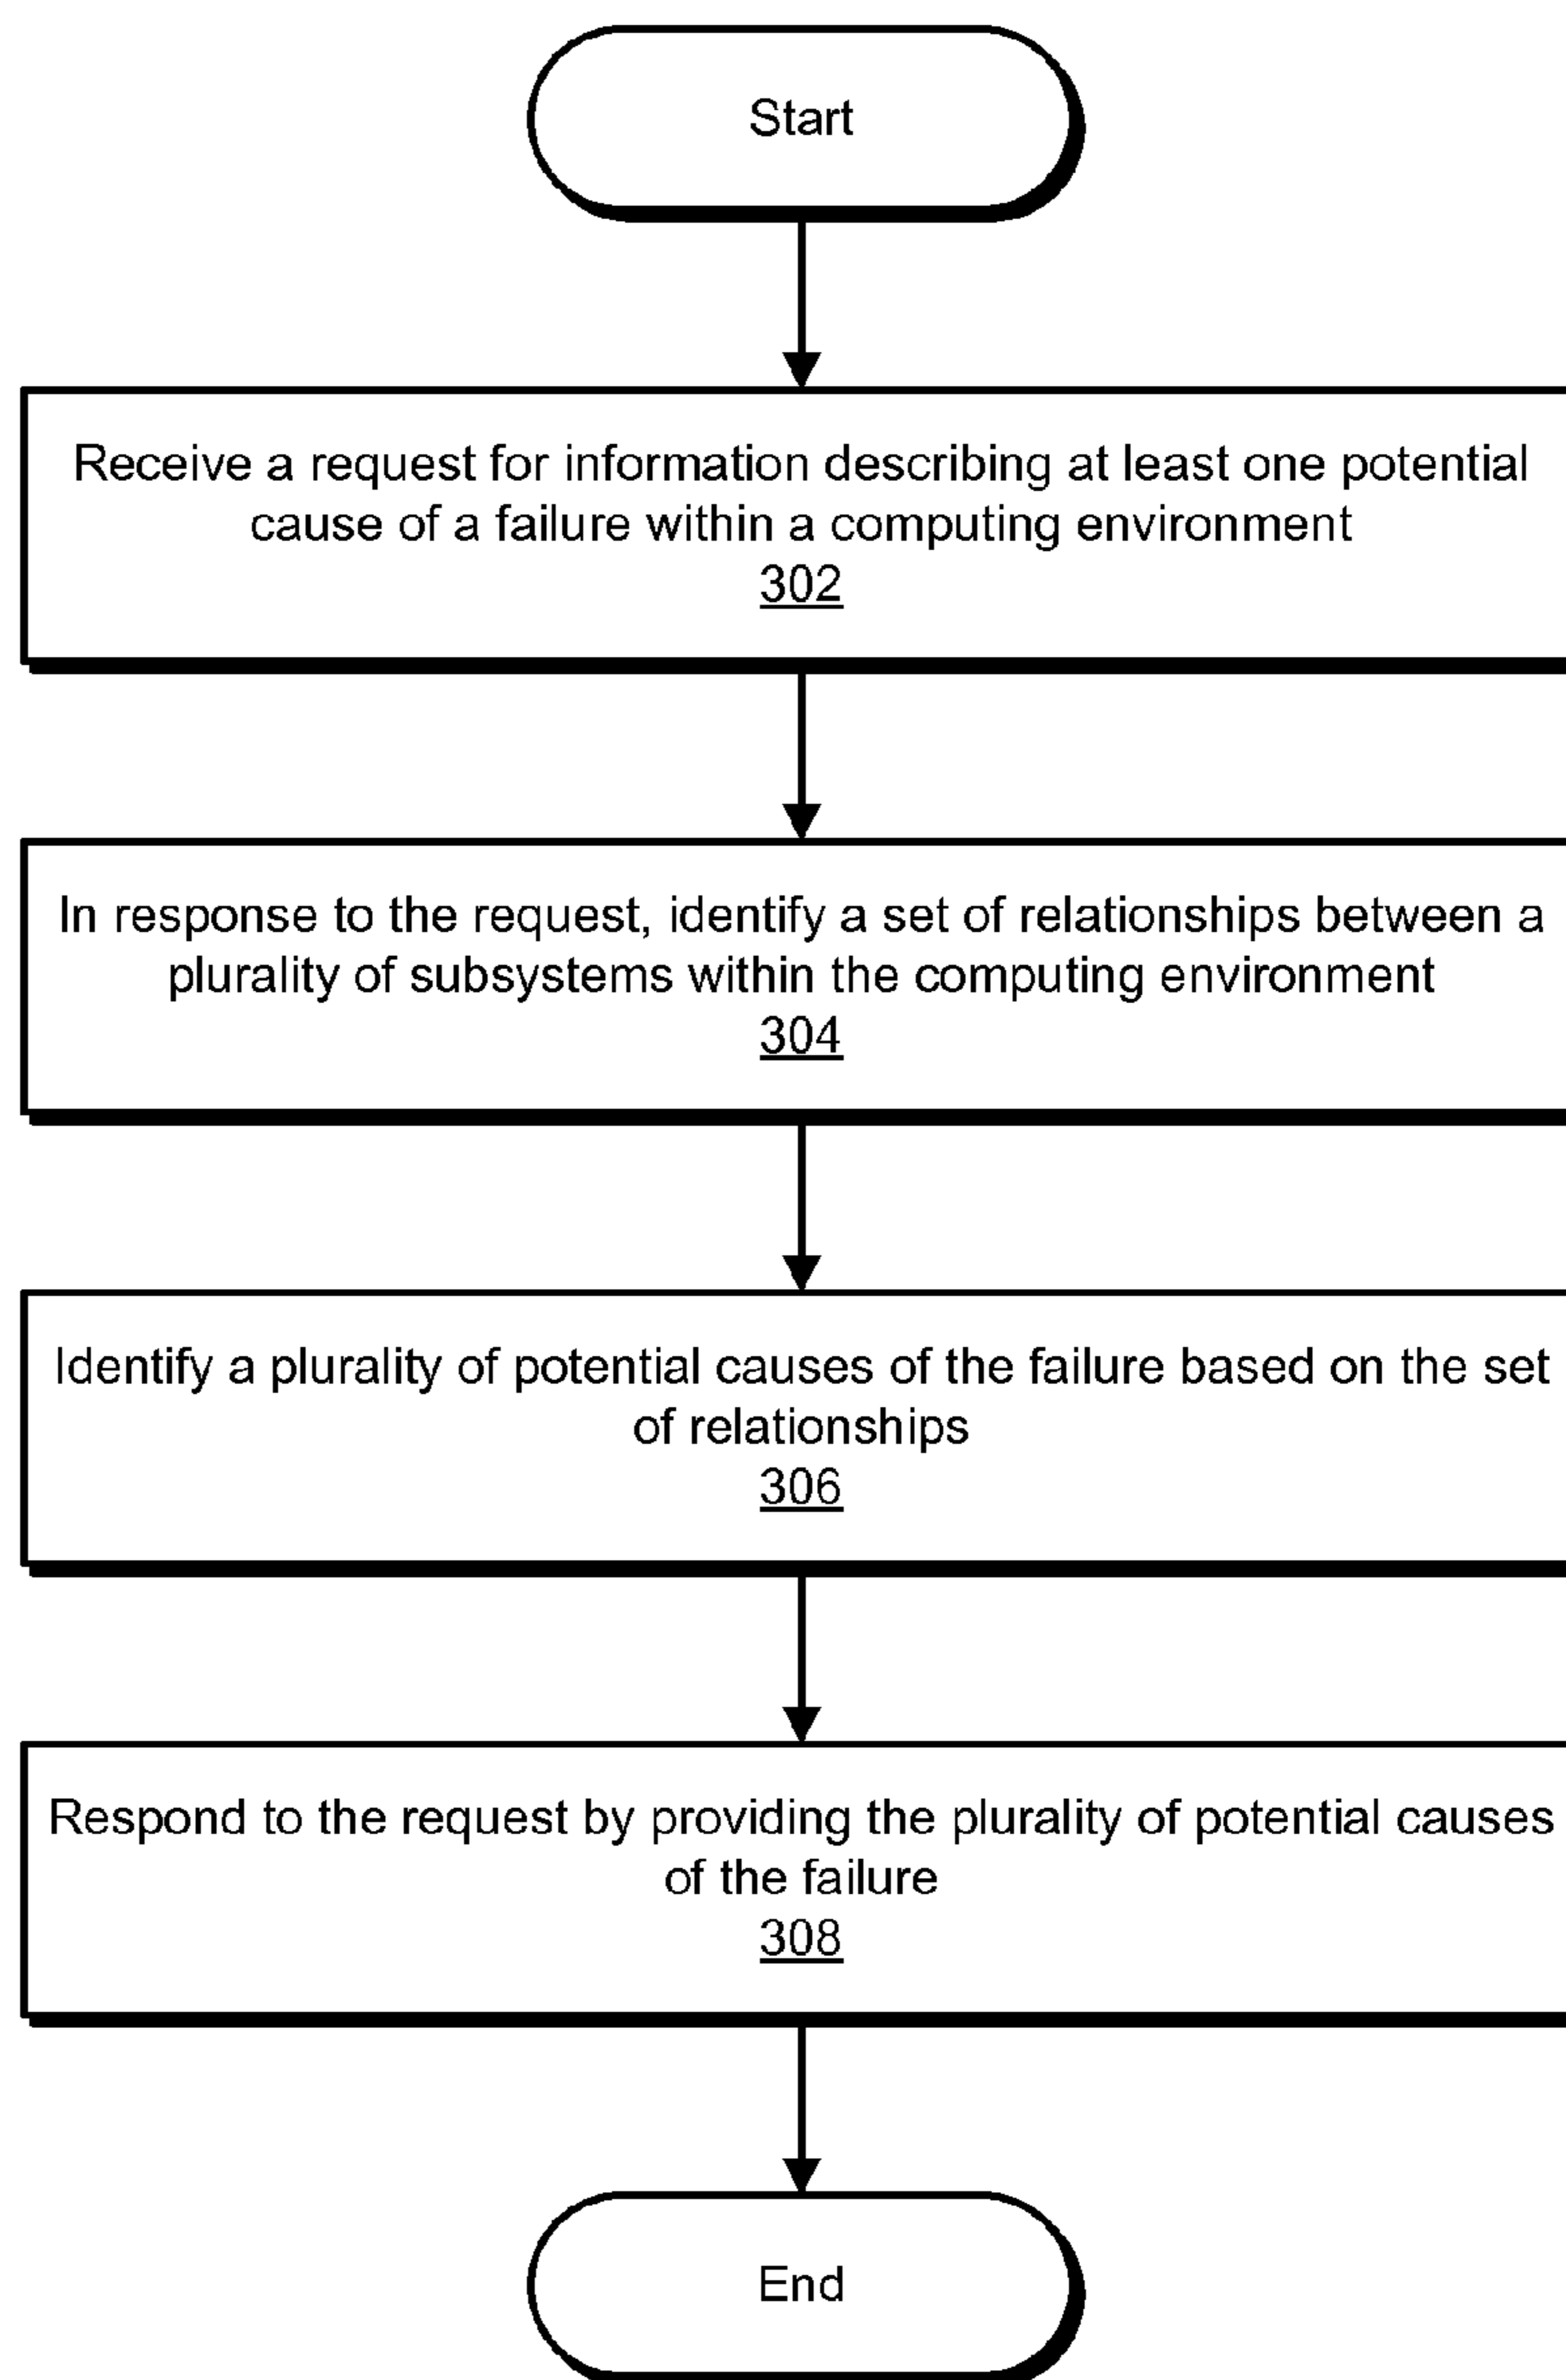 Start
Receive a request for information describing at least one potential
cause of a failure within a computing environment
302
In response to the request, identify a set of relationships between a
plurality of subsystems within the computing environment
304
Identify a plurality of potential causes of the failure based on the set
of relationships
306
Respond to the request by providing the plurality of potential causes
of the failure
308
End